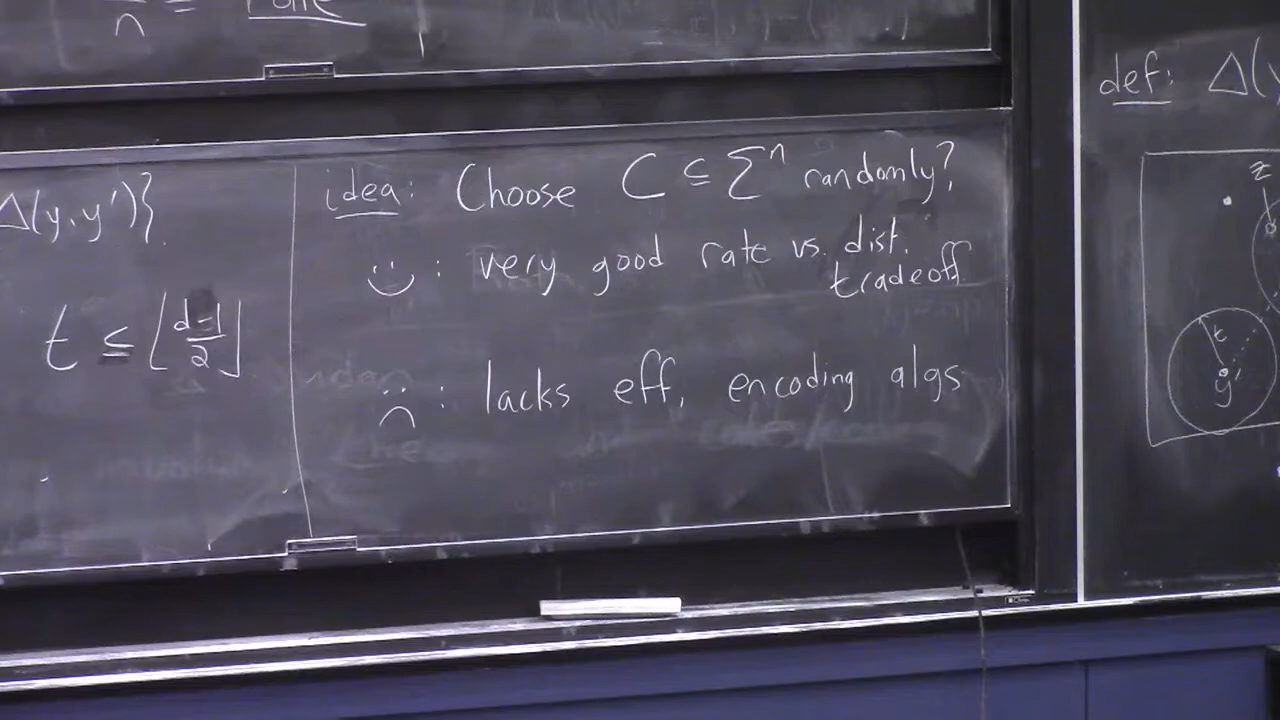 n =
Δ(y,y')}
t ≤ ⌊d-1/2⌋
idea: Choose C ⊆ Σⁿ randomly?
:) : very good rate vs. dist.
tradeoff
:( : lacks eff. encoding algs
def: Δ(
z
t
y'